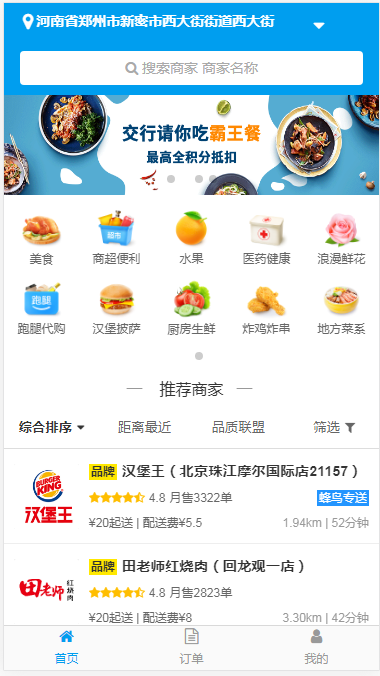 河南省郑州市新密市西大街街道西大街
搜索商家 商家名称
交行请你吃霸王餐
最高全积分抵扣
美食 商超便利 水果 医药健康 浪漫鲜花
超市
跑腿
跑腿代购 汉堡披萨 厨房生鲜 炸鸡炸串 地方菜系
推荐商家
综合排序 距离最近 品质联盟 筛选
BURGER KING
汉堡王
品牌 汉堡王（北京珠江摩尔国际店21157）
4.8 月售3322单 蜂鸟专送
¥20起送 | 配送费¥5.5 1.94km | 52分钟
田老师 红烧肉
品牌 田老师红烧肉（回龙观一店）
4.8 月售2823单
¥20起送 | 配送费¥8 3.30km | 42分钟
首页 订单 我的